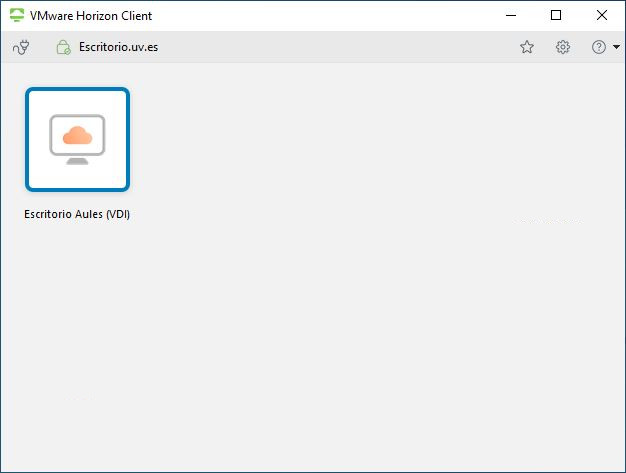 VMware Horizon Client
Escritorio.uv.es
Escritorio Aules (VDI)